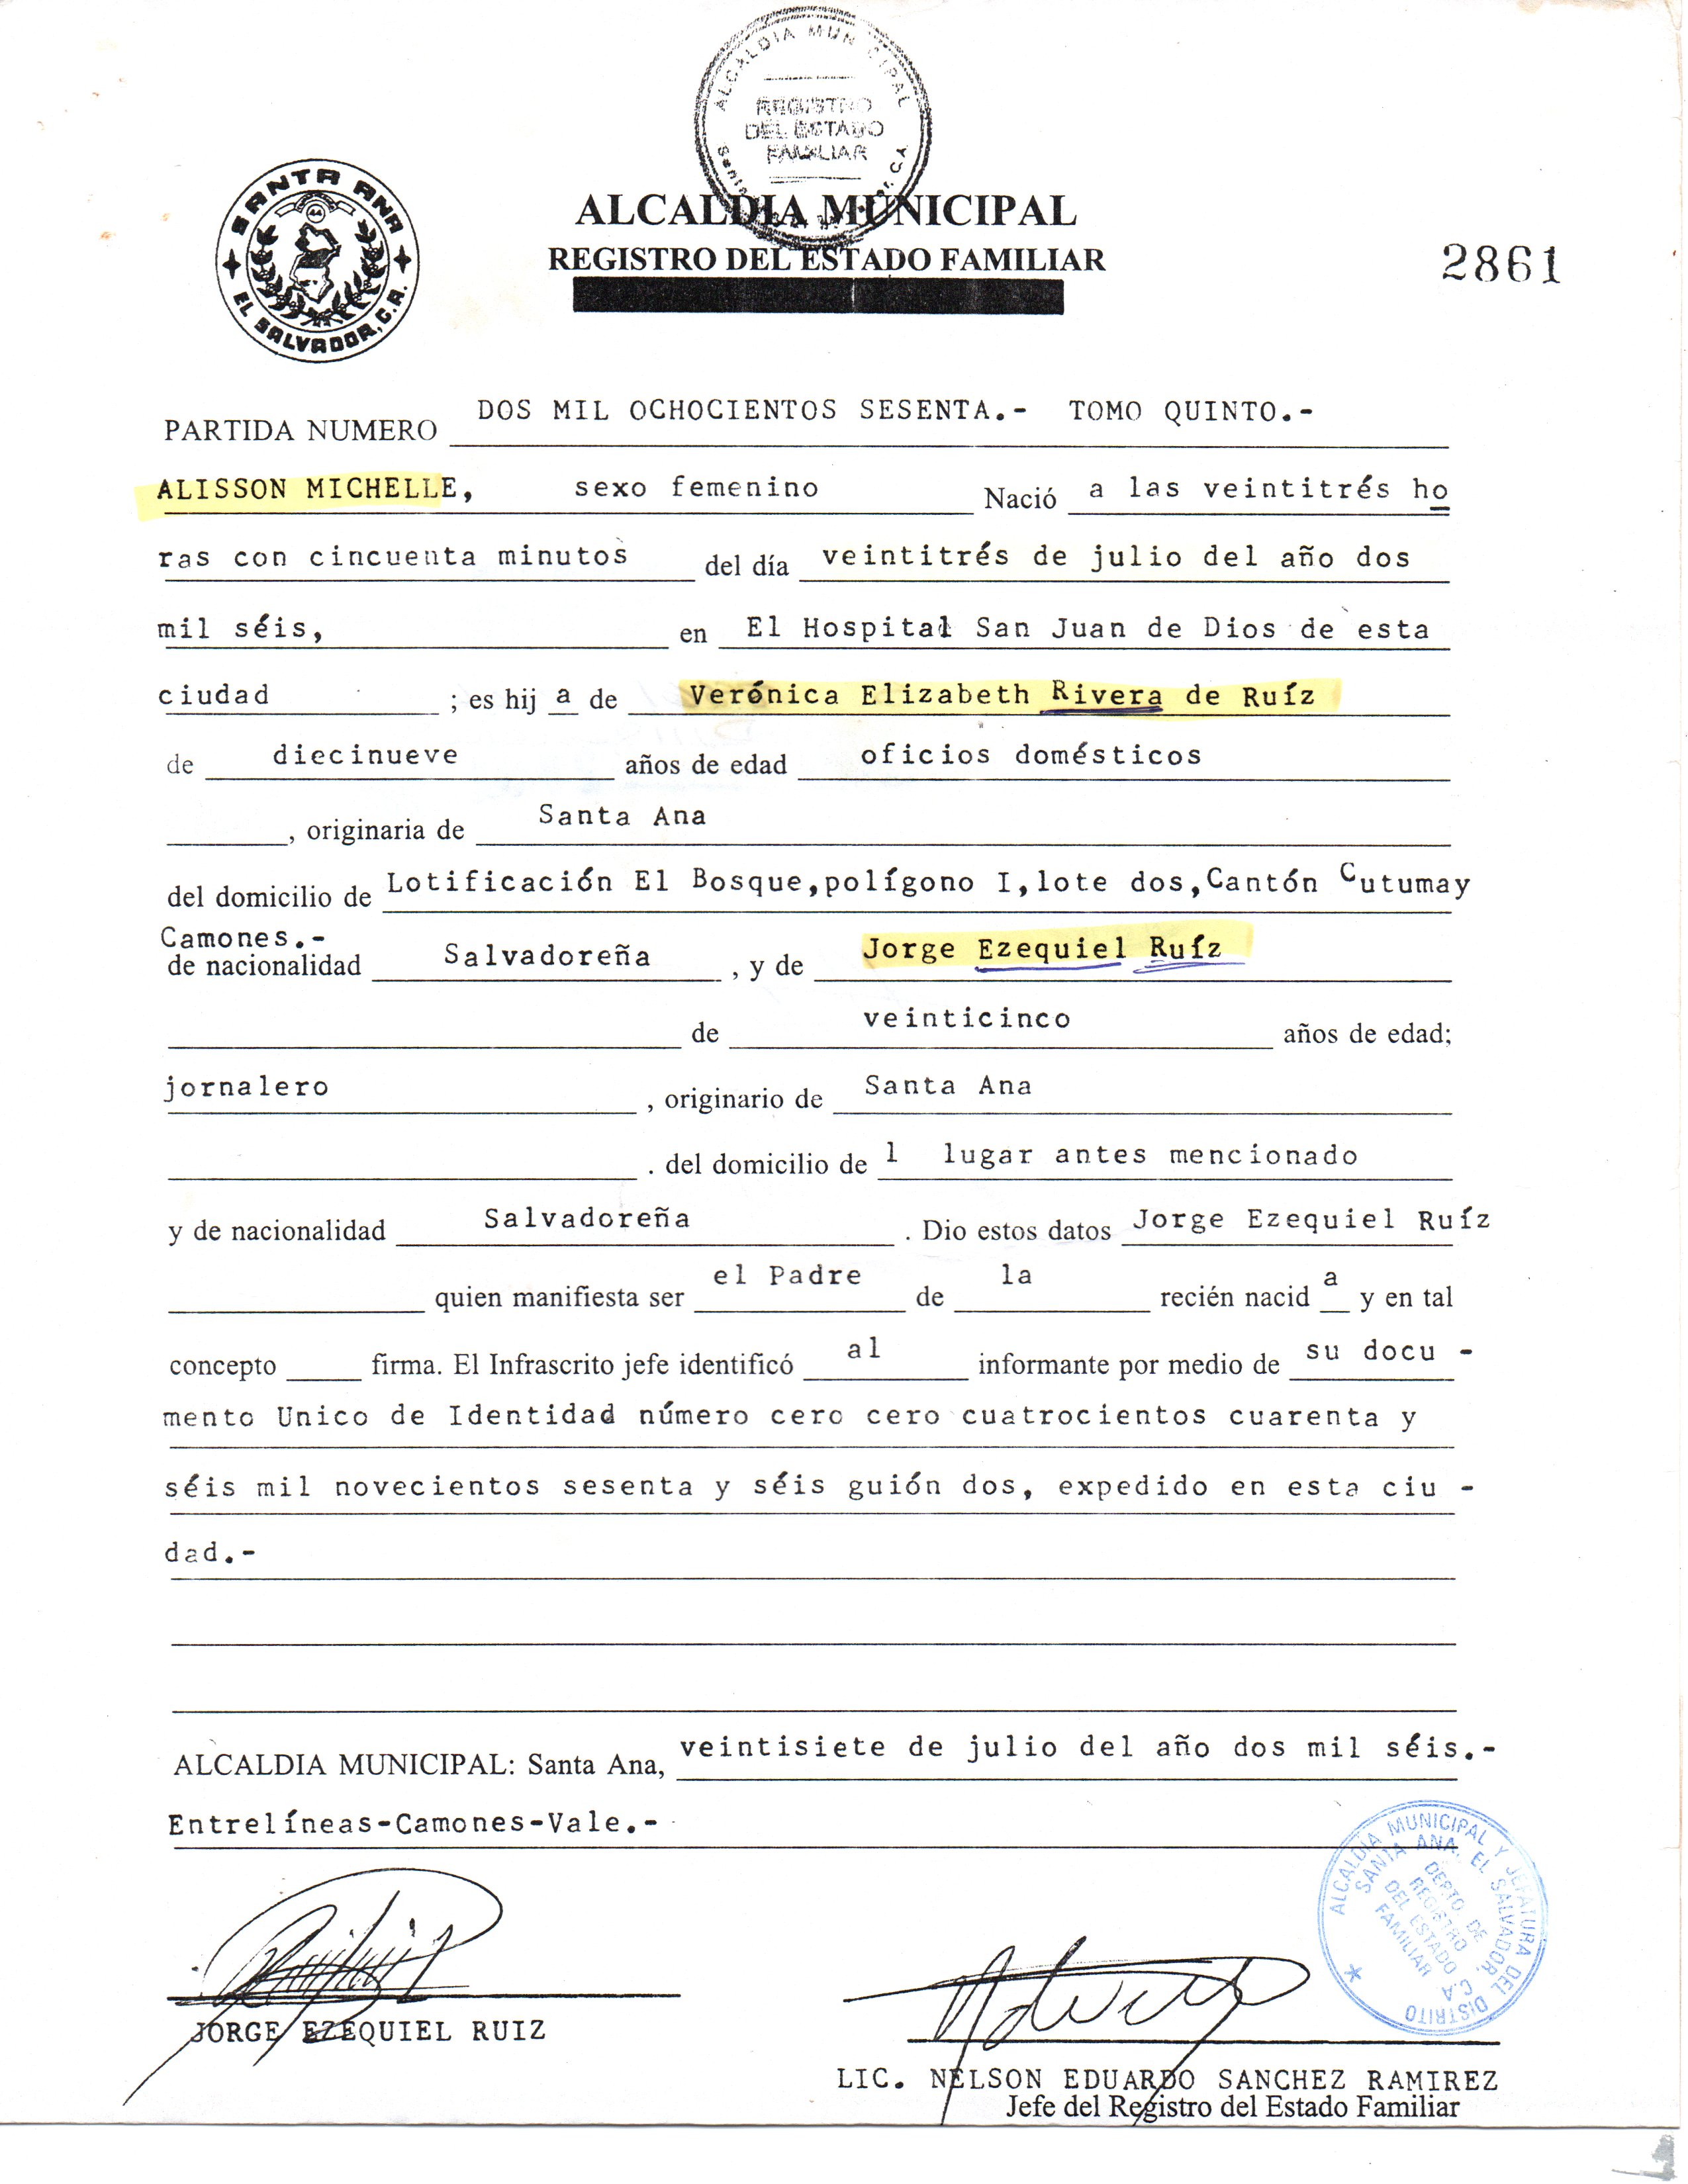 ALCALDIA MUNICIPAL
REGISTRO
DEL ESTADO
FAMILIAR
SANTA ANA
44
EL SALVADOR, C.A.
ALCALDIA MUNICIPAL
REGISTRO DEL ESTADO FAMILIAR
2861
PARTIDA NUMERO DOS MIL OCHOCIENTOS SESENTA.- TOMO QUINTO.-
ALISSON MICHELLE, sexo femenino Nació a las veintitrés ho
ras con cincuenta minutos del día veintitrés de julio del año dos
mil séis, en El Hospital San Juan de Dios de esta
ciudad ; es hij a de Verónica Elizabeth Rivera de Ruíz
de diecinueve años de edad oficios domésticos
, originaria de Santa Ana
del domicilio de Lotificación El Bosque,polígono I,lote dos,Cantón Cutumay
Camones.-
de nacionalidad Salvadoreña , y de Jorge Ezequiel Ruíz
de veinticinco años de edad;
jornalero , originario de Santa Ana
. del domicilio de l lugar antes mencionado
y de nacionalidad Salvadoreña . Dio estos datos Jorge Ezequiel Ruíz
quien manifiesta ser el Padre de la recién nacid a y en tal
concepto firma. El Infrascrito jefe identificó al informante por medio de su docu -
mento Unico de Identidad número cero cero cuatrocientos cuarenta y
séis mil novecientos sesenta y séis guión dos, expedido en esta ciu -
dad.-
ALCALDIA MUNICIPAL: Santa Ana, veintisiete de julio del año dos mil séis.-
Entrelíneas-Camones-Vale.-
ALCALDIA MUNICIPAL Y JEFATURA DEL DISTRITO
SANTA ANA, EL SALVADOR, C.A.
DEPTO. DE
REGISTRO
DEL ESTADO
FAMILIAR
JORGE EZEQUIEL RUIZ
LIC. NELSON EDUARDO SANCHEZ RAMIREZ
Jefe del Registro del Estado Familiar